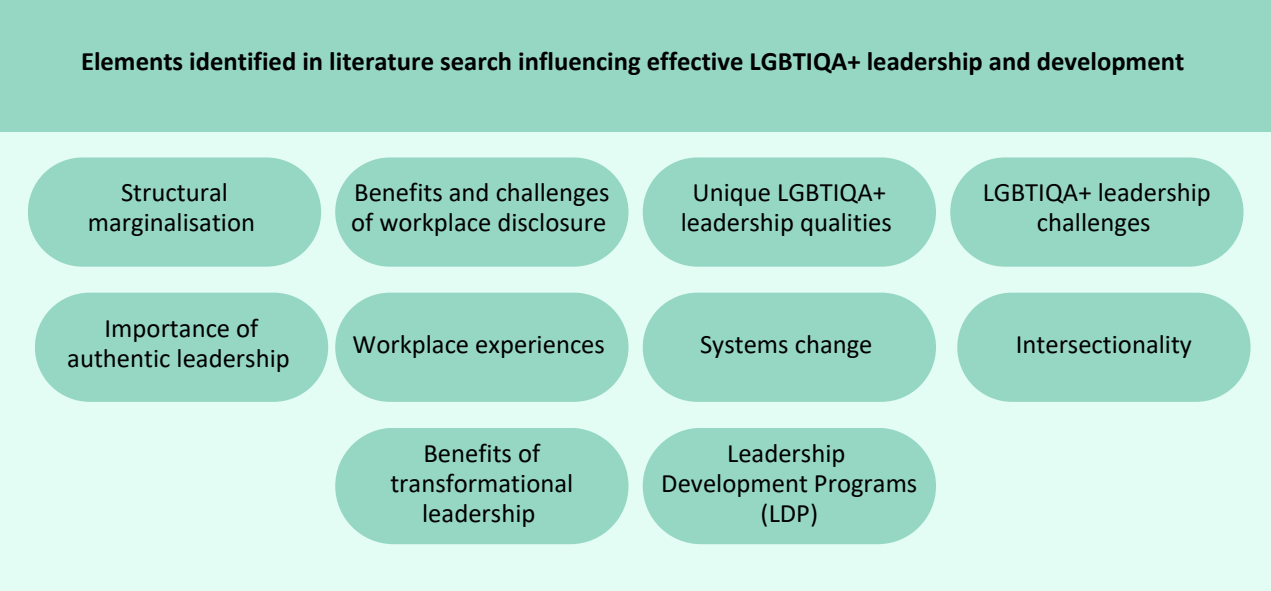 Elements identified in literature search influencing effective LGBTIQA+ leadership and development
Structural
marginalisation
Benefits and challenges
of workplace disclosure
Unique LGBTIQA+
leadership qualities
LGBTIQA+ leadership
challenges
Importance of
authentic leadership
Workplace experiences
Systems change
Intersectionality
Benefits of
transformational
leadership
Leadership
Development Programs
(LDP)